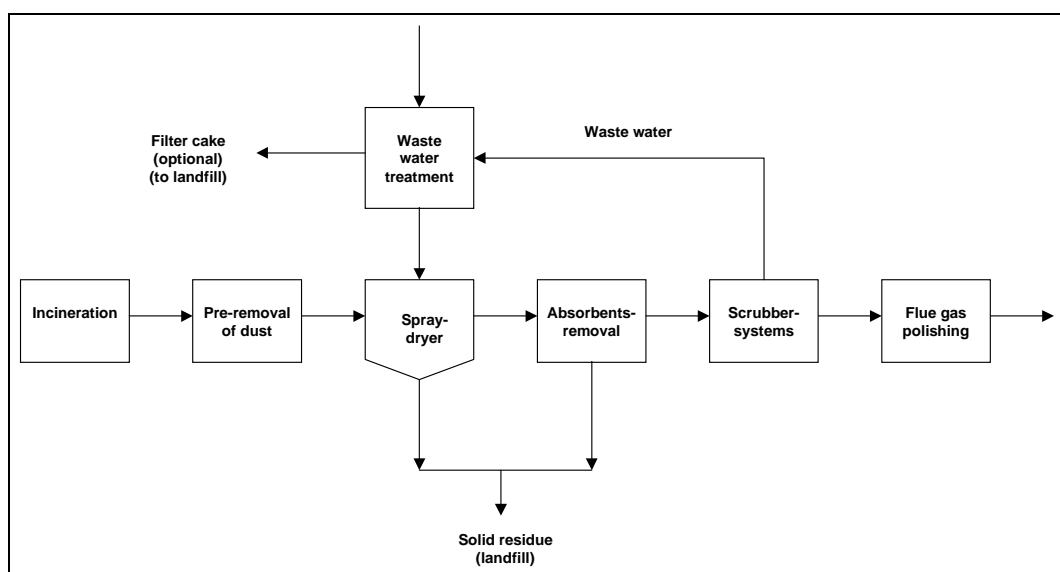 Filter cake
(optional)
(to landfill)
Waste
water
treatment
Waste water
Incineration
Pre-removal
of dust
Spray-
dryer
Absorbents-
removal
Scrubber-
systems
Flue gas
polishing
Solid residue
(landfill)